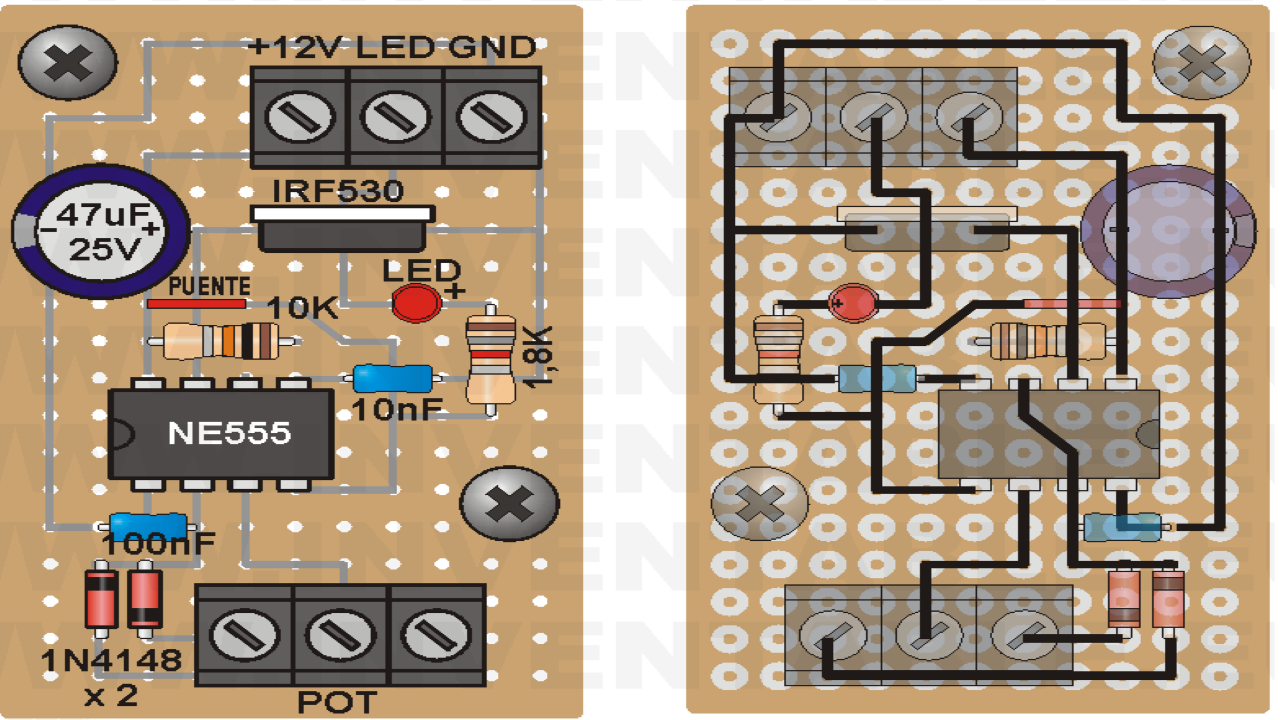 +12V LED GND
IRF530
47uF
- +
25V
LED
+
PUENTE
10K
1,8K
10nF
NE555
100nF
1N4148
x 2
POT
+
- -